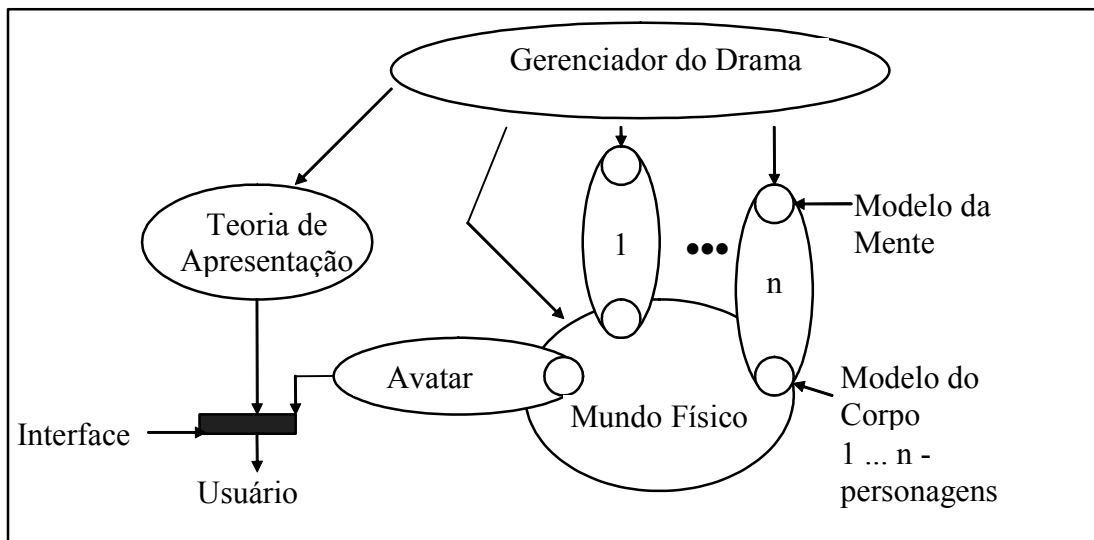 Gerenciador do Drama
Teoria de
Apresentação
1
...
n
Modelo da
Mente
Avatar
Mundo Físico
Modelo do
Corpo
1 ... n -
personagens
Interface
Usuário